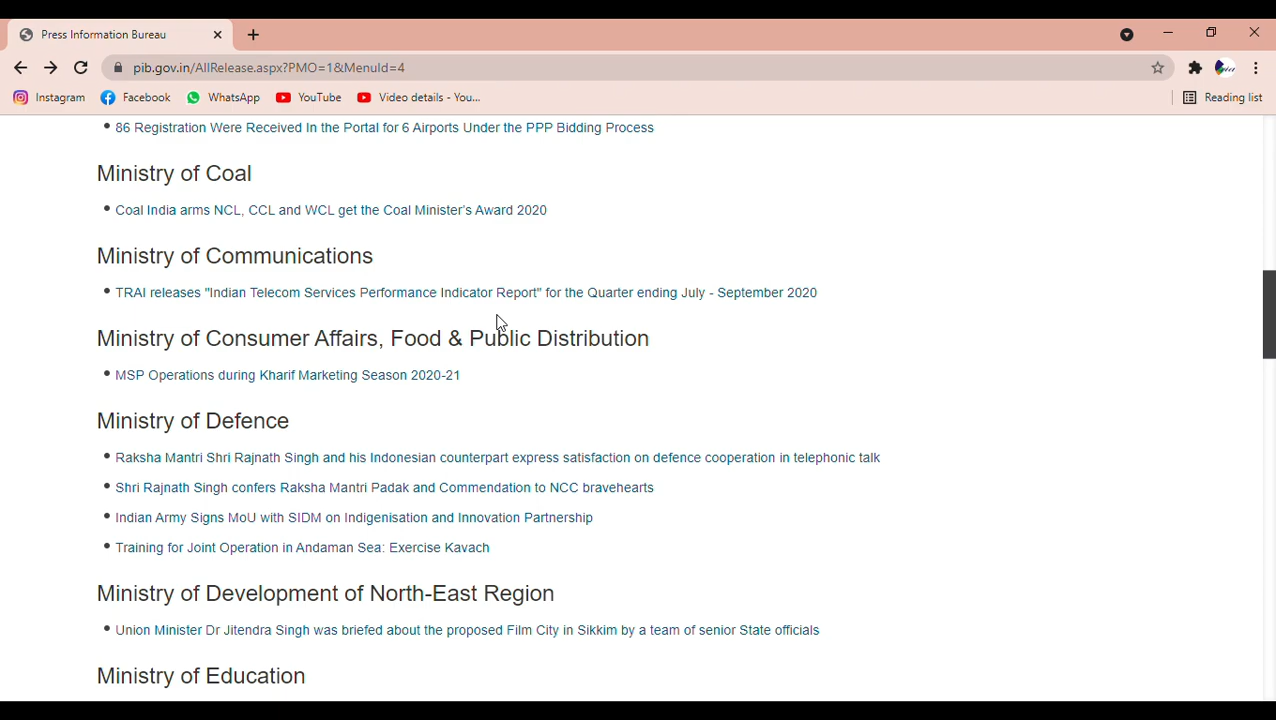 Press Information Bureau
pib.gov.in/AllRelease.aspx?PMO=1&MenuId=4
Instagram Facebook WhatsApp YouTube Video details - You... Reading list
86 Registration Were Received In the Portal for 6 Airports Under the PPP Bidding Process
Ministry of Coal
Coal India arms NCL, CCL and WCL get the Coal Minister's Award 2020
Ministry of Communications
TRAI releases "Indian Telecom Services Performance Indicator Report" for the Quarter ending July - September 2020
Ministry of Consumer Affairs, Food & Public Distribution
MSP Operations during Kharif Marketing Season 2020-21
Ministry of Defence
Raksha Mantri Shri Rajnath Singh and his Indonesian counterpart express satisfaction on defence cooperation in telephonic talk
Shri Rajnath Singh confers Raksha Mantri Padak and Commendation to NCC bravehearts
Indian Army Signs MoU with SIDM on Indigenisation and Innovation Partnership
Training for Joint Operation in Andaman Sea: Exercise Kavach
Ministry of Development of North-East Region
Union Minister Dr Jitendra Singh was briefed about the proposed Film City in Sikkim by a team of senior State officials
Ministry of Education